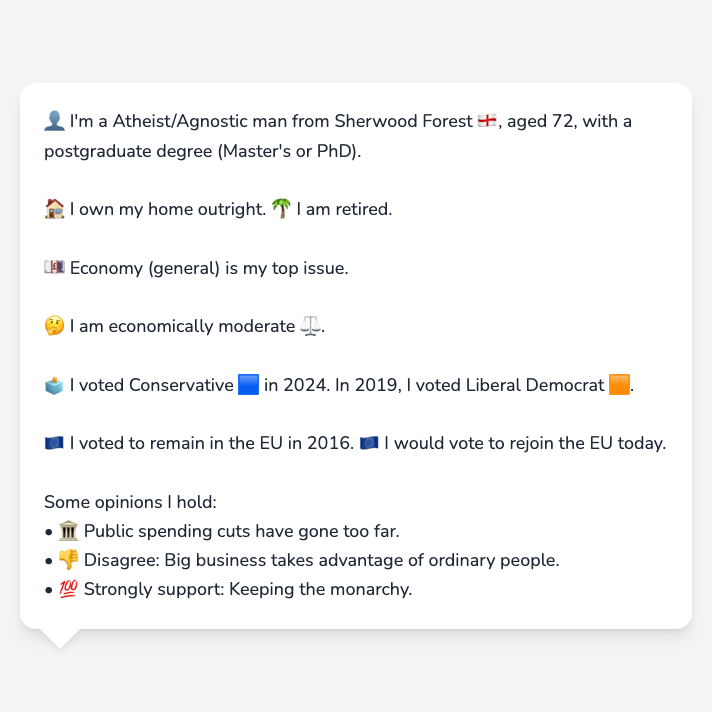 👤 I'm a Atheist/Agnostic man from Sherwood Forest 🏴󠁧󠁢󠁥󠁮󠁧󠁿, aged 72, with a
postgraduate degree (Master's or PhD).
🏠 I own my home outright. 🌴 I am retired.
💷 Economy (general) is my top issue.
🤔 I am economically moderate ⚖️.
🗳️ I voted Conservative 🟦 in 2024. In 2019, I voted Liberal Democrat 🟧.
🇪🇺 I voted to remain in the EU in 2016. 🇪🇺 I would vote to rejoin the EU today.
Some opinions I hold:
• 🏛️ Public spending cuts have gone too far.
• 👎 Disagree: Big business takes advantage of ordinary people.
• 💯 Strongly support: Keeping the monarchy.